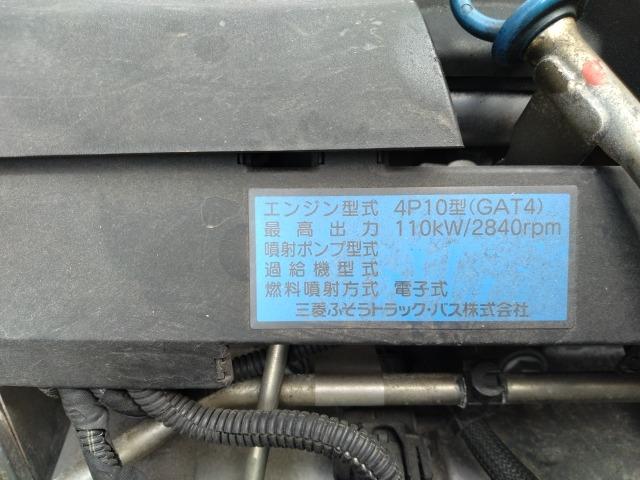 エンジン型式 4P10型(GAT4)
最高出力 110kW/2840rpm
噴射ポンプ型式
過給機型式
燃料噴射方式 電子式
三菱ふそうトラック・バス株式会社